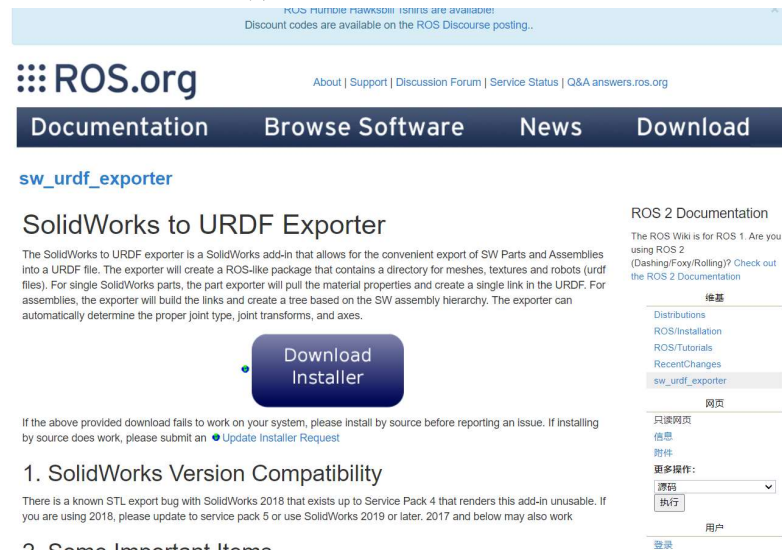 ROS Humble Hawksbill Tshirts are available!
Discount codes are available on the ROS Discourse posting..
ROS.org
About | Support | Discussion Forum | Service Status | Q&A answers.ros.org
Documentation Browse Software News Download
sw_urdf_exporter
SolidWorks to URDF Exporter
The SolidWorks to URDF exporter is a SolidWorks add-in that allows for the convenient export of SW Parts and Assemblies
into a URDF file. The exporter will create a ROS-like package that contains a directory for meshes, textures and robots (urdf
files). For single SolidWorks parts, the part exporter will pull the material properties and create a single link in the URDF. For
assemblies, the exporter will build the links and create a tree based on the SW assembly hierarchy. The exporter can
automatically determine the proper joint type, joint transforms, and axes.
Download
Installer
If the above provided download fails to work on your system, please install by source before reporting an issue. If installing
by source does work, please submit an Update Installer Request
1. SolidWorks Version Compatibility
There is a known STL export bug with SolidWorks 2018 that exists up to Service Pack 4 that renders this add-in unusable. If
you are using 2018, please update to service pack 5 or use SolidWorks 2019 or later. 2017 and below may also work
2. Some Important Items
ROS 2 Documentation
The ROS Wiki is for ROS 1. Are you
using ROS 2
(Dashing/Foxy/Rolling)? Check out
the ROS 2 Documentation
维基
Distributions
ROS/Installation
ROS/Tutorials
RecentChanges
sw_urdf_exporter
网页
只读网页
信息
附件
更多操作:
源码
执行
用户
登录